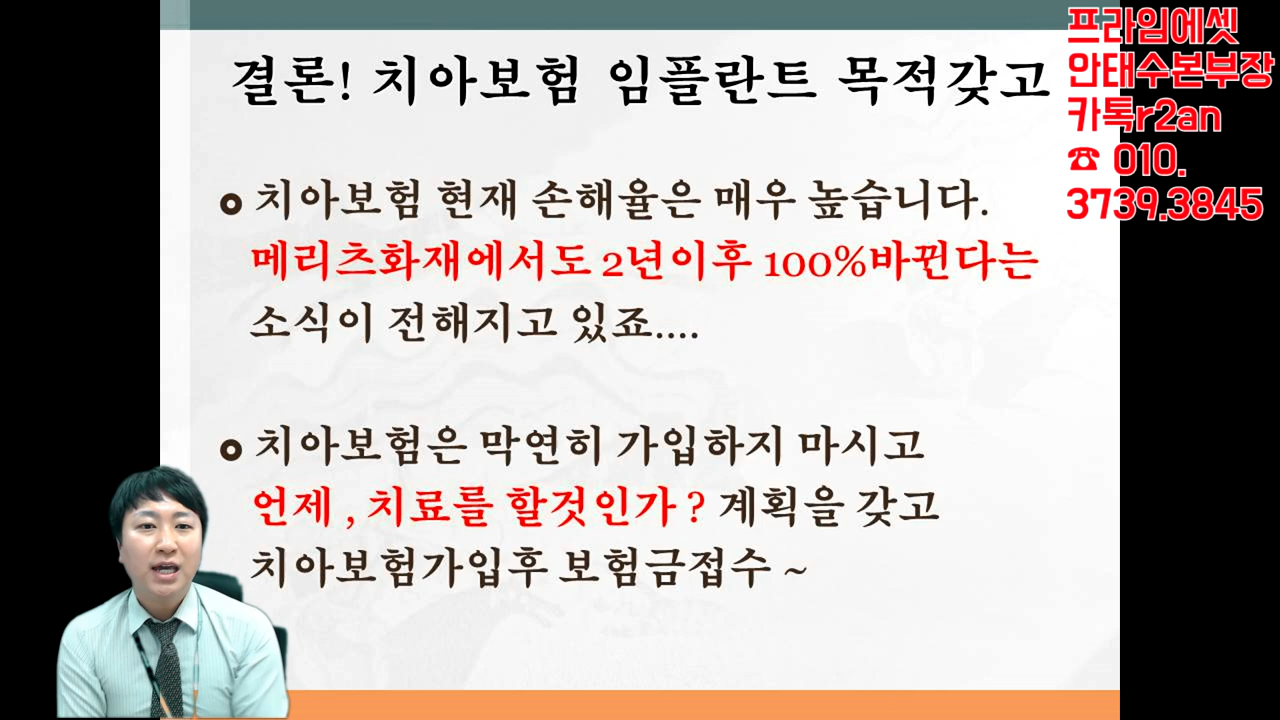 결론! 치아보험 임플란트 목적갖고
치아보험 현재 손해율은 매우 높습니다.
메리츠화재에서도 2년이후 100%바뀐다는
소식이 전해지고 있죠....
치아보험은 막연히 가입하지 마시고
언제 , 치료를 할것인가 ? 계획을 갖고
치아보험가입후 보험금접수 ~
프라임에셋
안태수본부장
카톡r2an
☎ 010.
3739.3845